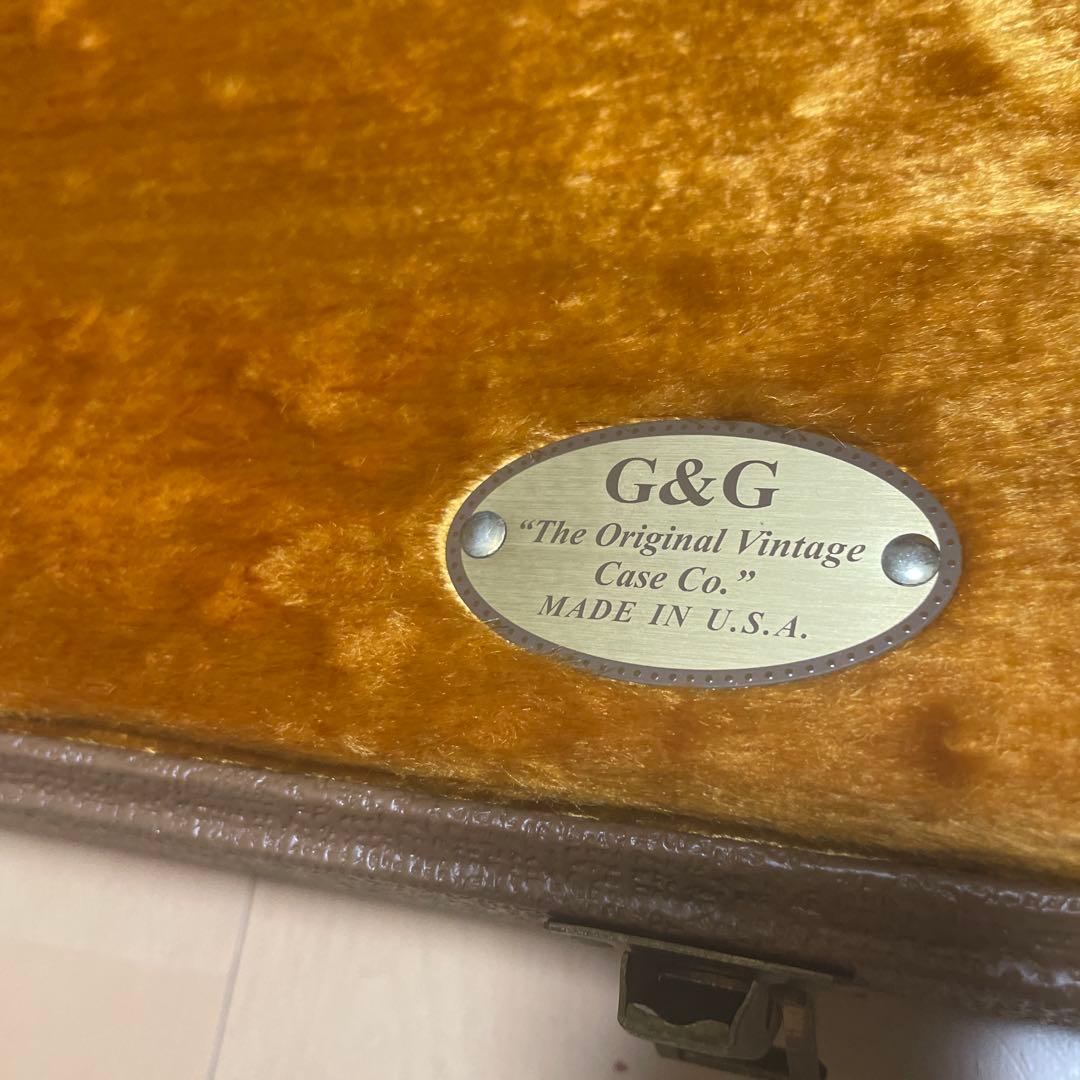 G&G
“The Original Vintage
Case Co.”
MADE IN U.S.A.